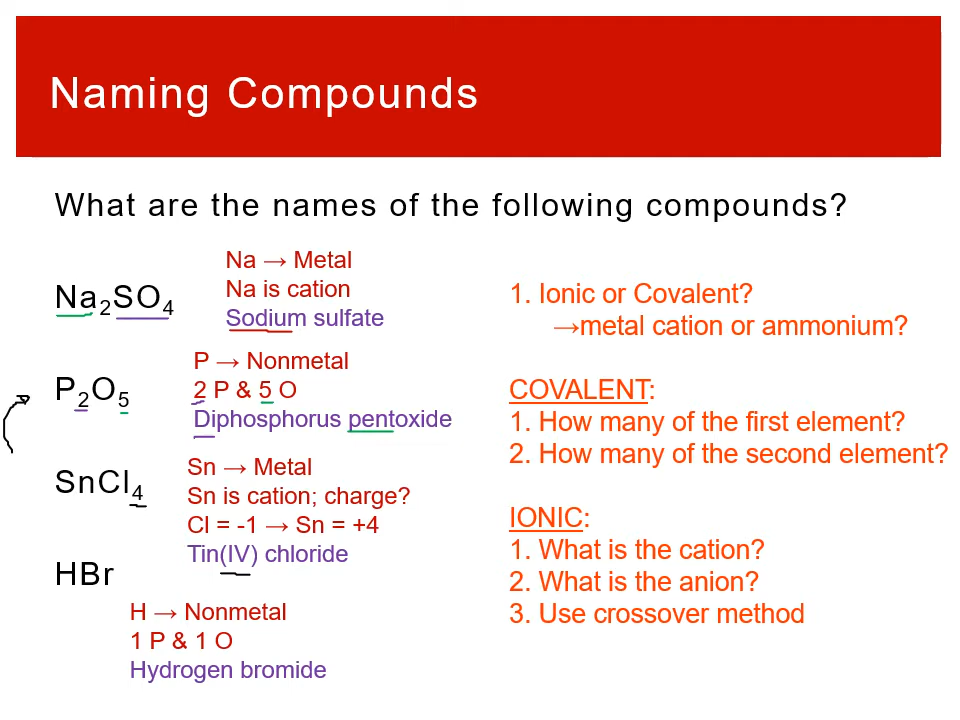 Naming Compounds
What are the names of the following compounds?
Na₂SO₄
Na → Metal
Na is cation
Sodium sulfate
P₂O₅
P → Nonmetal
2 P & 5 O
Diphosphorus pentoxide
SnCl₄
Sn → Metal
Sn is cation; charge?
Cl = -1 → Sn = +4
Tin(IV) chloride
HBr
H → Nonmetal
1 P & 1 O
Hydrogen bromide
1. Ionic or Covalent?
→metal cation or ammonium?
COVALENT:
1. How many of the first element?
2. How many of the second element?
IONIC:
1. What is the cation?
2. What is the anion?
3. Use crossover method